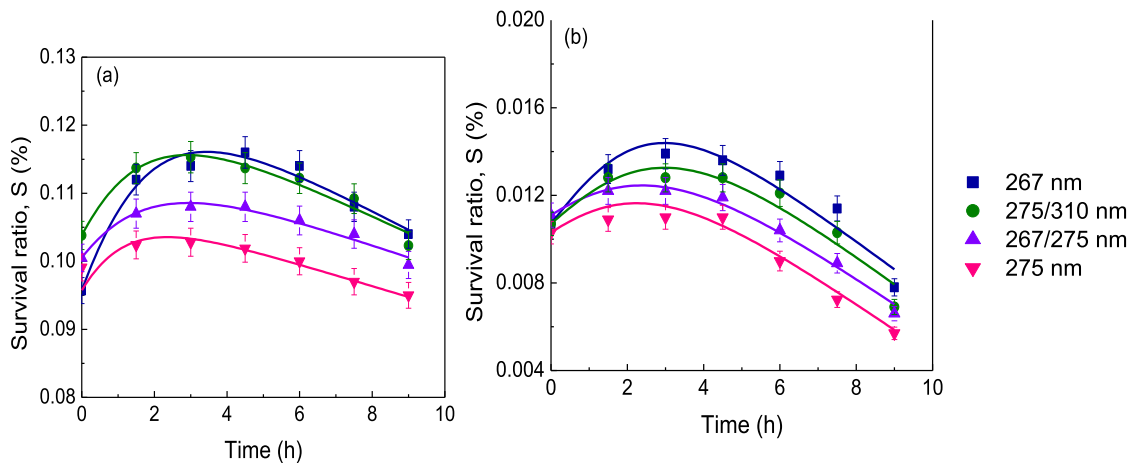 (a)
Survival ratio, S (%)
0.13
0.12
0.11
0.10
0.09
0.08
0
2
4
6
8
10
Time (h)
(b)
Survival ratio, S (%)
0.020
0.016
0.012
0.008
0.004
0
2
4
6
8
10
Time (h)
267 nm
275/310 nm
267/275 nm
275 nm